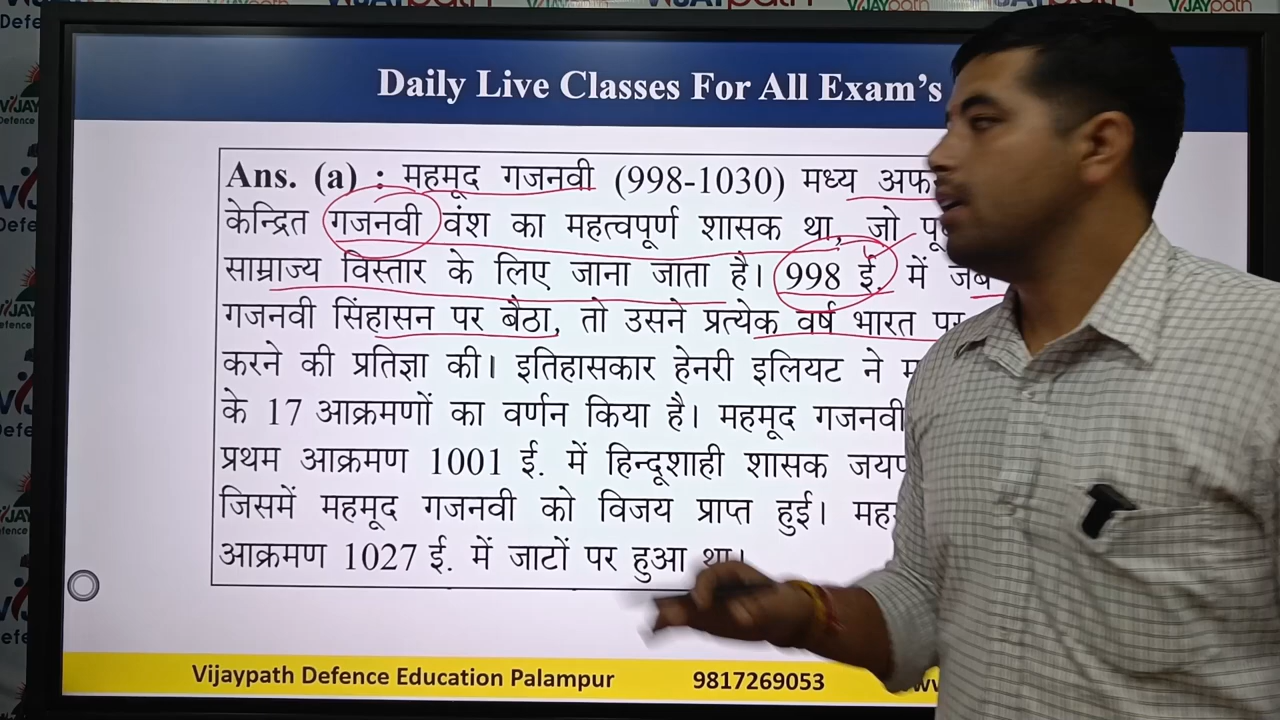 Daily Live Classes For All Exam's
Ans. (a) : महमूद गजनवी (998-1030) मध्य
केन्द्रित गजनवी वंश का महत्वपूर्ण शासक था, जो
साम्राज्य विस्तार के लिए जाना जाता है। 998 ई. में जब
गजनवी सिंहासन पर बैठा, तो उसने प्रत्येक वर्ष भारत पर
करने की प्रतिज्ञा की। इतिहासकार हेनरी इलियट ने
के 17 आक्रमणों का वर्णन किया है। महमूद गजनवी
प्रथम आक्रमण 1001 ई. में हिन्दूशाही शासक
जिसमें महमूद गजनवी को विजय प्राप्त हुई।
आक्रमण 1027 ई. में जाटों पर हुआ था।
Vijaypath Defence Education Palampur 9817269053